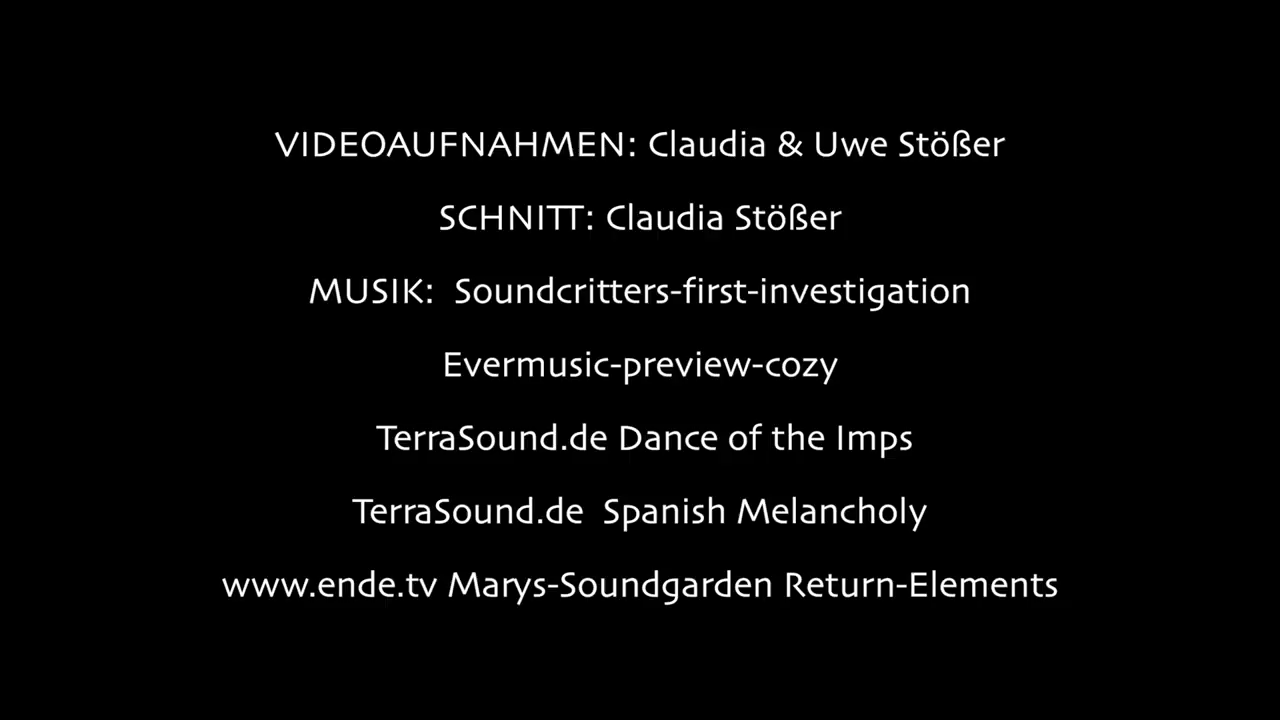 VIDEOAUFNAHMEN: Claudia & Uwe Stößer
SCHNITT: Claudia Stößer
MUSIK:  Soundcritters-first-investigation
Evermusic-preview-cozy
TerraSound.de Dance of the Imps
TerraSound.de  Spanish Melancholy
www.ende.tv Marys-Soundgarden Return-Elements